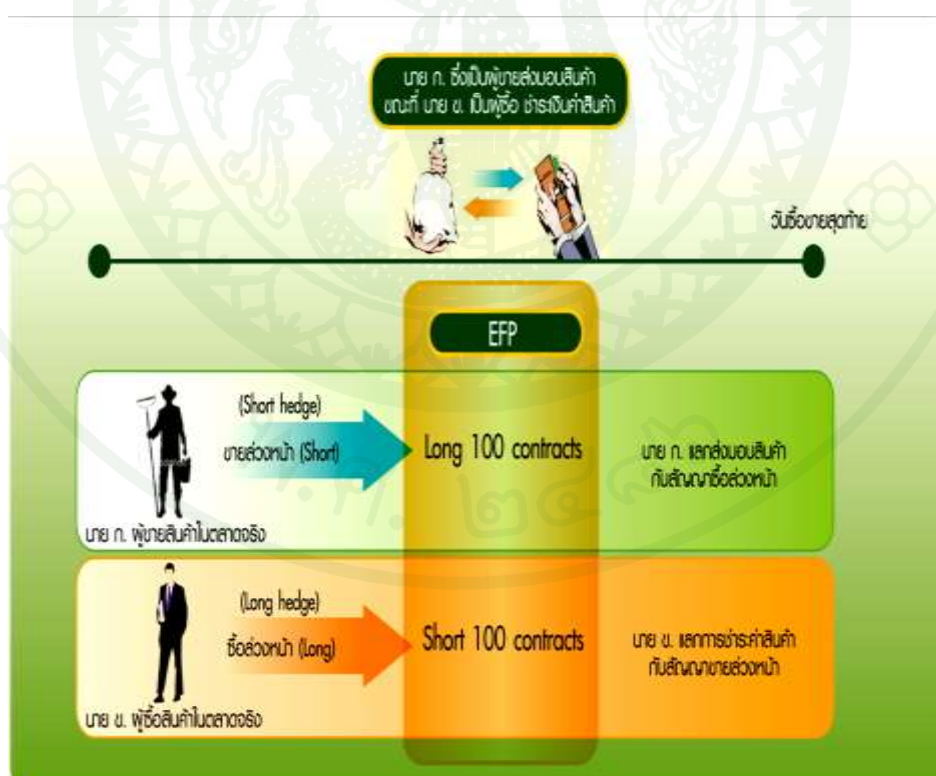 นาย ก. ซึ่งเป็นผู้ขายส่งมอบสินค้า
ขณะที่ นาย ข. เป็นผู้ซื้อ ชำระเงินค่าสินค้า
วันซื้อขายสุดท้าย
EFP
(Short hedge)
ขายล่วงหน้า (Short)
Long 100 contracts
นาย ก. แลกส่งมอบสินค้า
กับสัญญาซื้อล่วงหน้า
นาย ก. ผู้ขายสินค้าในตลาดจริง
(Long hedge)
ซื้อล่วงหน้า (Long)
Short 100 contracts
นาย ข. แลกการชำระค่าสินค้า
กับสัญญาขายล่วงหน้า
นาย ข. ผู้ซื้อสินค้าในตลาดจริง